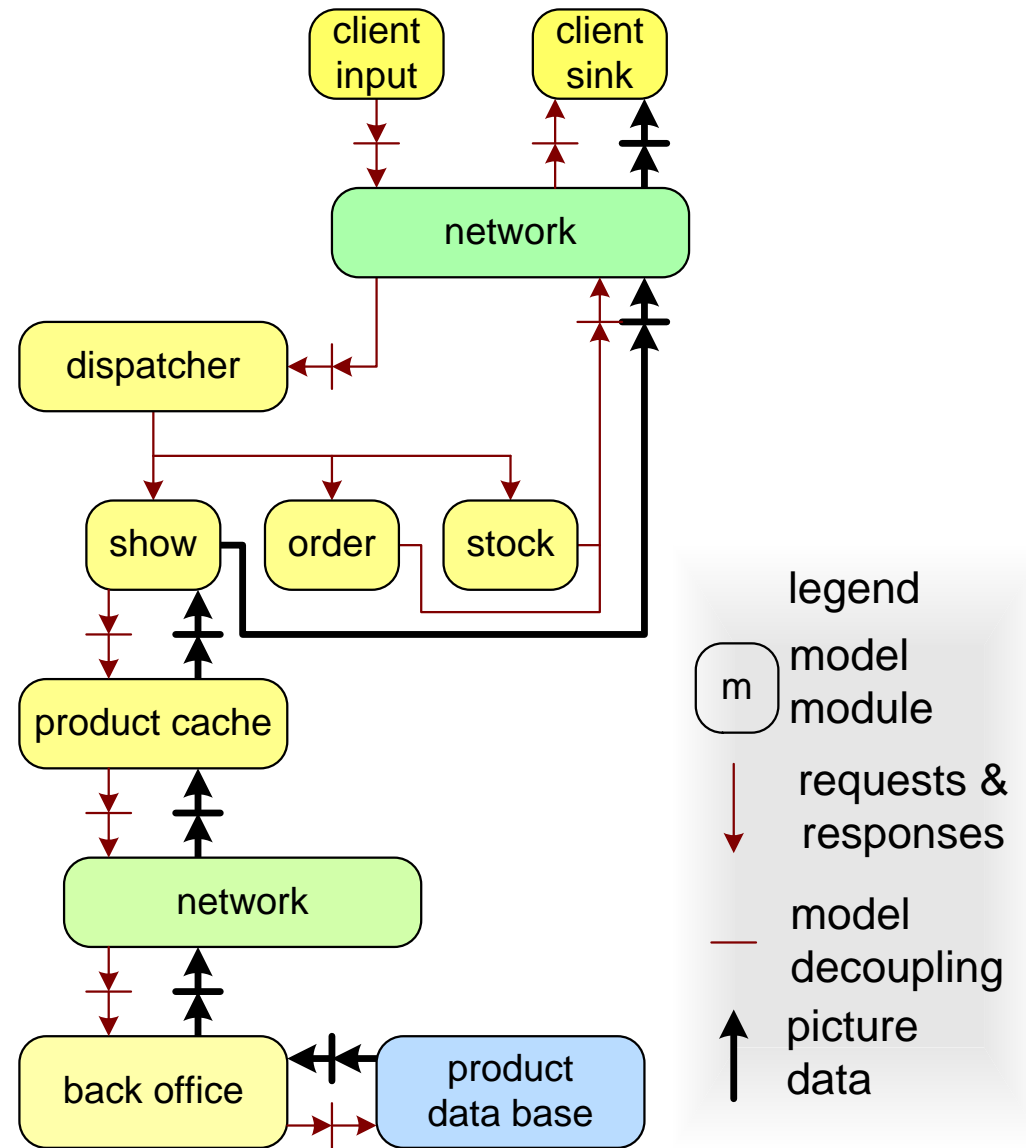 client
input
client
sink
network
dispatcher
show
order
stock
product cache
network
back office
product
data base
legend
m
model
module
requests &
responses
model
decoupling
picture
data